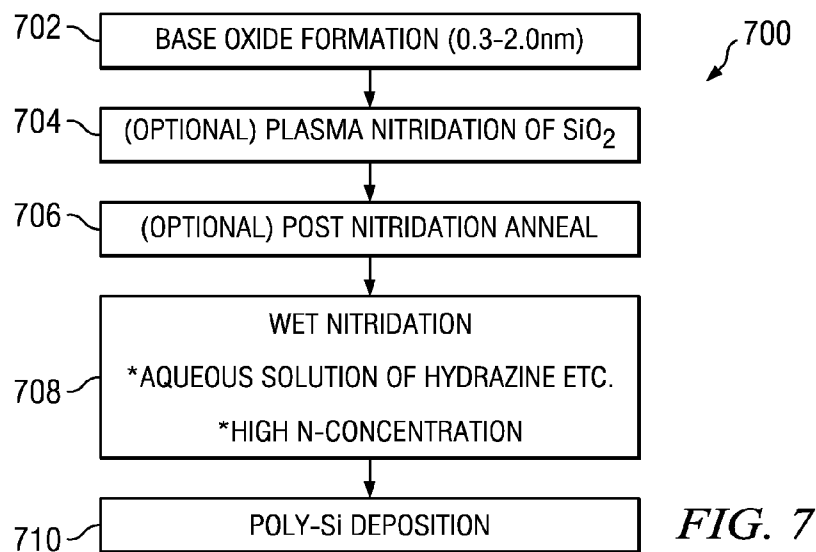 702
BASE OXIDE FORMATION (0.3-2.0nm)
700
704
(OPTIONAL) PLASMA NITRIDATION OF SiO2
706
(OPTIONAL) POST NITRIDATION ANNEAL
708
WET NITRIDATION
*AQUEOUS SOLUTION OF HYDRAZINE ETC.
*HIGH N-CONCENTRATION
710
POLY-Si DEPOSITION
FIG. 7